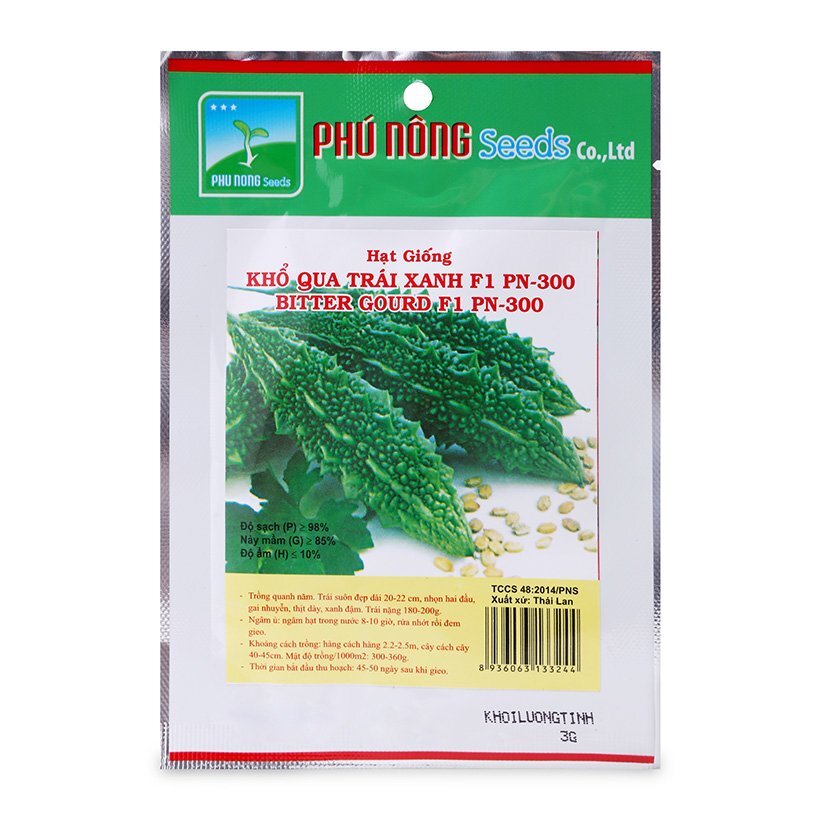 PHÚ NÔNG Seeds Co.,Ltd
PHU NONG Seeds
Hạt Giống
KHỔ QUA TRÁI XANH F1 PN-300
BITTER GOURD F1 PN-300
Độ sạch (P) ≥ 98%
Nảy mầm (G) ≥ 85%
Độ ẩm (H) ≤ 10%
- Trồng quanh năm. Trái suôn đẹp dài 20-22 cm, nhọn hai đầu,
gai nhuyễn, thịt dày, xanh đậm. Trái nặng 180-200g.
- Ngâm ủ: ngâm hạt trong nước 8-10 giờ, rửa nhớt rồi đem
gieo.
- Khoảng cách trồng: hàng cách hàng 2.2-2.5m, cây cách cây
40-45cm. Mật độ trồng/1000m2: 300-360g.
- Thời gian bắt đầu thu hoạch: 45-50 ngày sau khi gieo.
TCCS 48:2014/PNS
Xuất xứ: Thái Lan
8 936063 133244
KHOILUONGTINH
3G